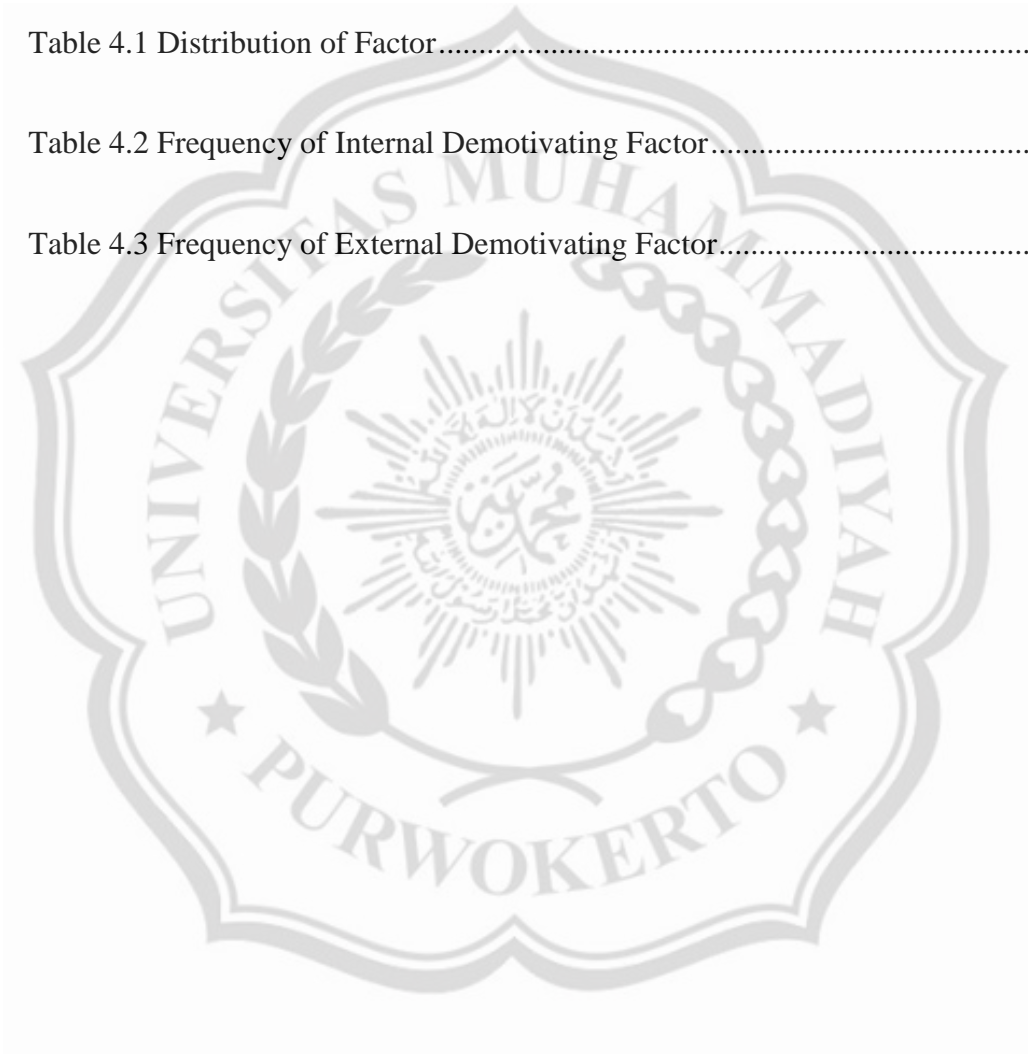 Table 4.1 Distribution of Factor........................................................................
Table 4.2 Frequency of Internal Demotivating Factor........................................
Table 4.3 Frequency of External Demotivating Factor.......................................
UNIVERSITAS MUHAMMADIYAH
PURWOKERTO